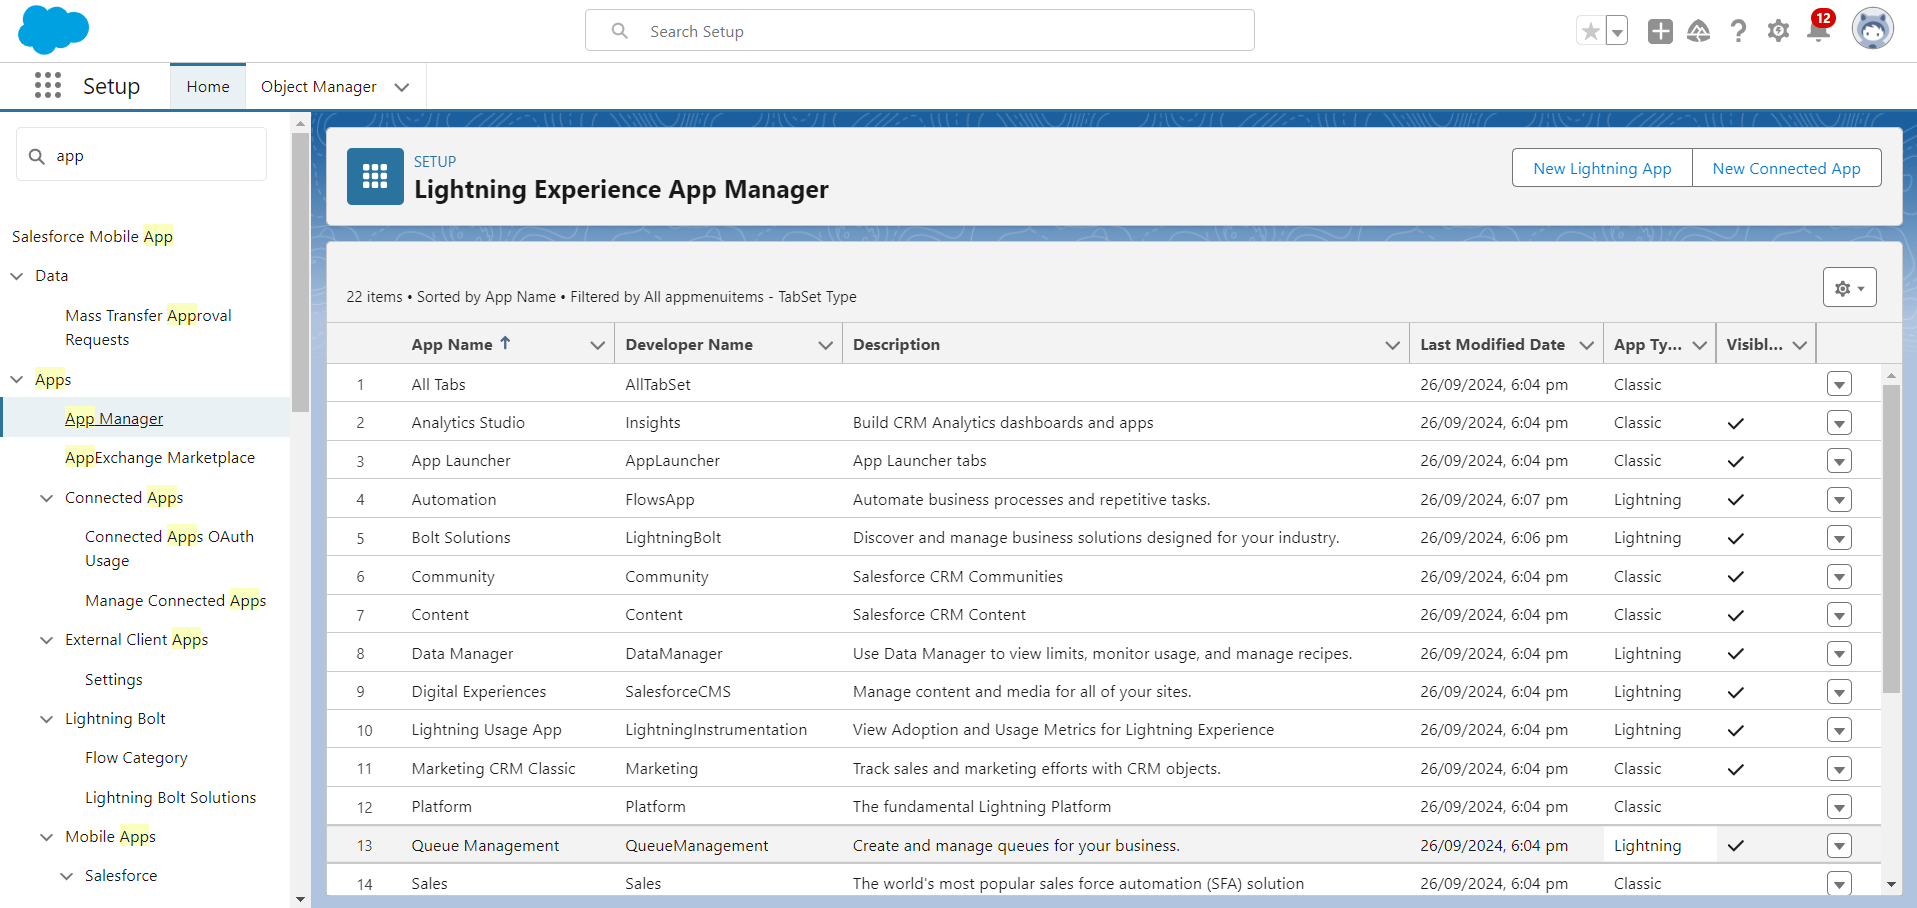 Search Setup
12
Setup
Home
Object Manager
app
Salesforce Mobile App
Data
Mass Transfer Approval
Requests
Apps
App Manager
AppExchange Marketplace
Connected Apps
Connected Apps OAuth
Usage
Manage Connected Apps
External Client Apps
Settings
Lightning Bolt
Flow Category
Lightning Bolt Solutions
Mobile Apps
Salesforce
SETUP
Lightning Experience App Manager
New Lightning App
New Connected App
22 items • Sorted by App Name • Filtered by All appmenuitems - TabSet Type
App Name Developer Name Description Last Modified Date App Ty... Visibl...
1 All Tabs AllTabSet 26/09/2024, 6:04 pm Classic
2 Analytics Studio Insights Build CRM Analytics dashboards and apps 26/09/2024, 6:04 pm Classic
3 App Launcher AppLauncher App Launcher tabs 26/09/2024, 6:04 pm Classic
4 Automation FlowsApp Automate business processes and repetitive tasks. 26/09/2024, 6:07 pm Lightning
5 Bolt Solutions LightningBolt Discover and manage business solutions designed for your industry. 26/09/2024, 6:06 pm Lightning
6 Community Community Salesforce CRM Communities 26/09/2024, 6:04 pm Classic
7 Content Content Salesforce CRM Content 26/09/2024, 6:04 pm Classic
8 Data Manager DataManager Use Data Manager to view limits, monitor usage, and manage recipes. 26/09/2024, 6:04 pm Lightning
9 Digital Experiences SalesforceCMS Manage content and media for all of your sites. 26/09/2024, 6:04 pm Lightning
10 Lightning Usage App LightningInstrumentation View Adoption and Usage Metrics for Lightning Experience 26/09/2024, 6:04 pm Lightning
11 Marketing CRM Classic Marketing Track sales and marketing efforts with CRM objects. 26/09/2024, 6:04 pm Classic
12 Platform Platform The fundamental Lightning Platform 26/09/2024, 6:04 pm Classic
13 Queue Management QueueManagement Create and manage queues for your business. 26/09/2024, 6:04 pm Lightning
14 Sales Sales The world's most popular sales force automation (SFA) solution 26/09/2024, 6:04 pm Classic